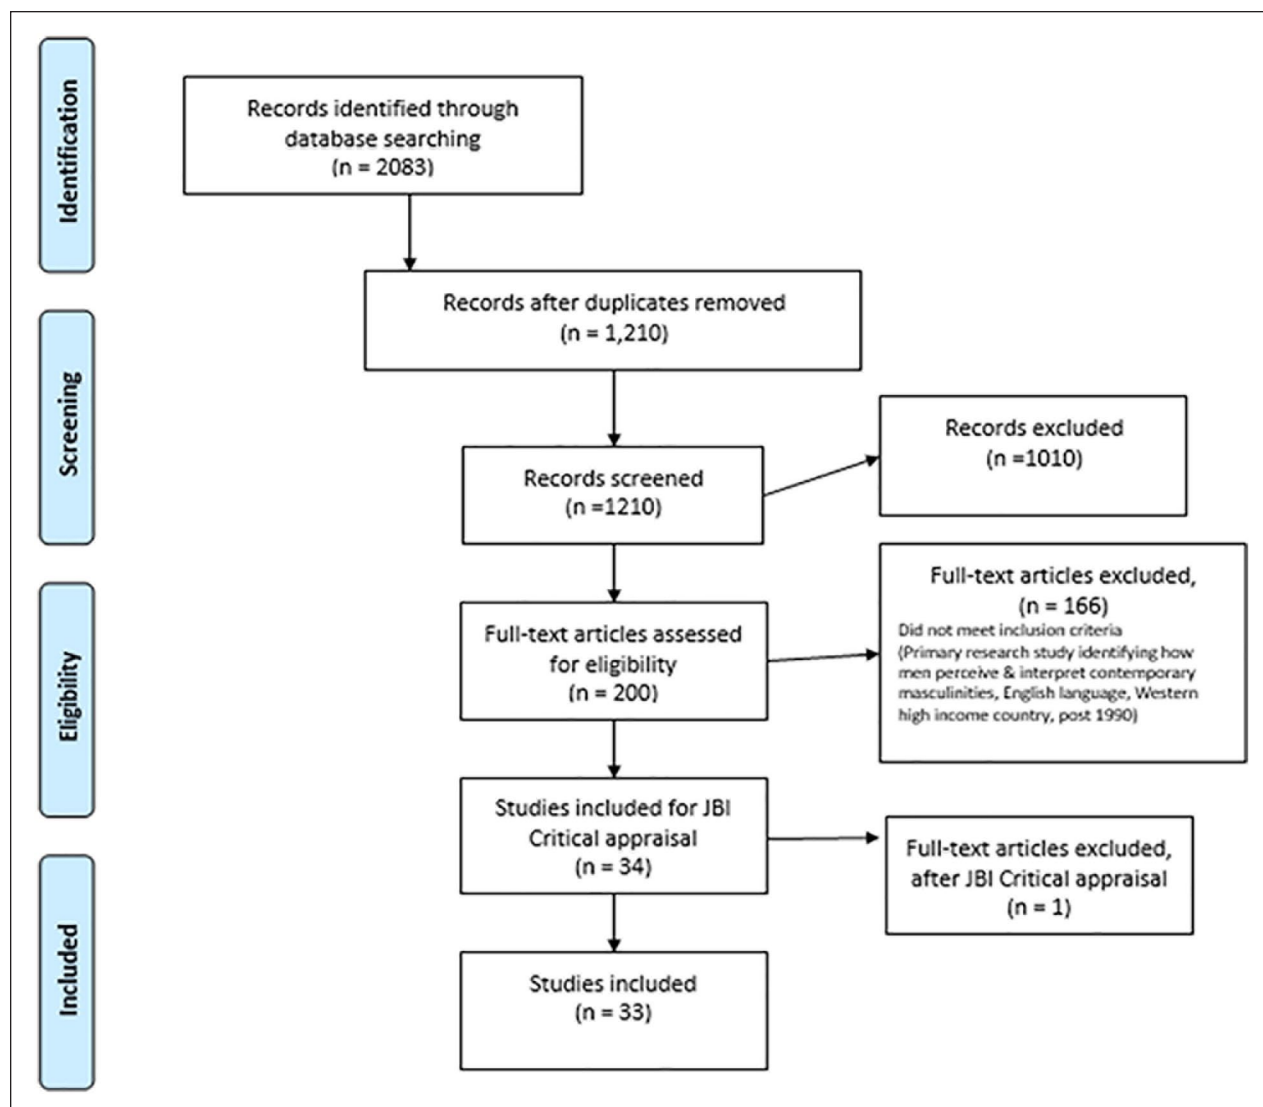 Identification
Records identified through
database searching
(n = 2083)
Records after duplicates removed
(n = 1,210)
Screening
Records screened
(n =1210)
Records excluded
(n =1010)
Eligibility
Full-text articles assessed
for eligibility
(n = 200)
Full-text articles excluded,
(n = 166)
Did not meet inclusion criteria
(Primary research study identifying how
men perceive & interpret contemporary
masculinities, English language, Western
high income country, post 1990)
Studies included for JBI
Critical appraisal
(n = 34)
Full-text articles excluded,
after JBI Critical appraisal
(n = 1)
Included
Studies included
(n = 33)